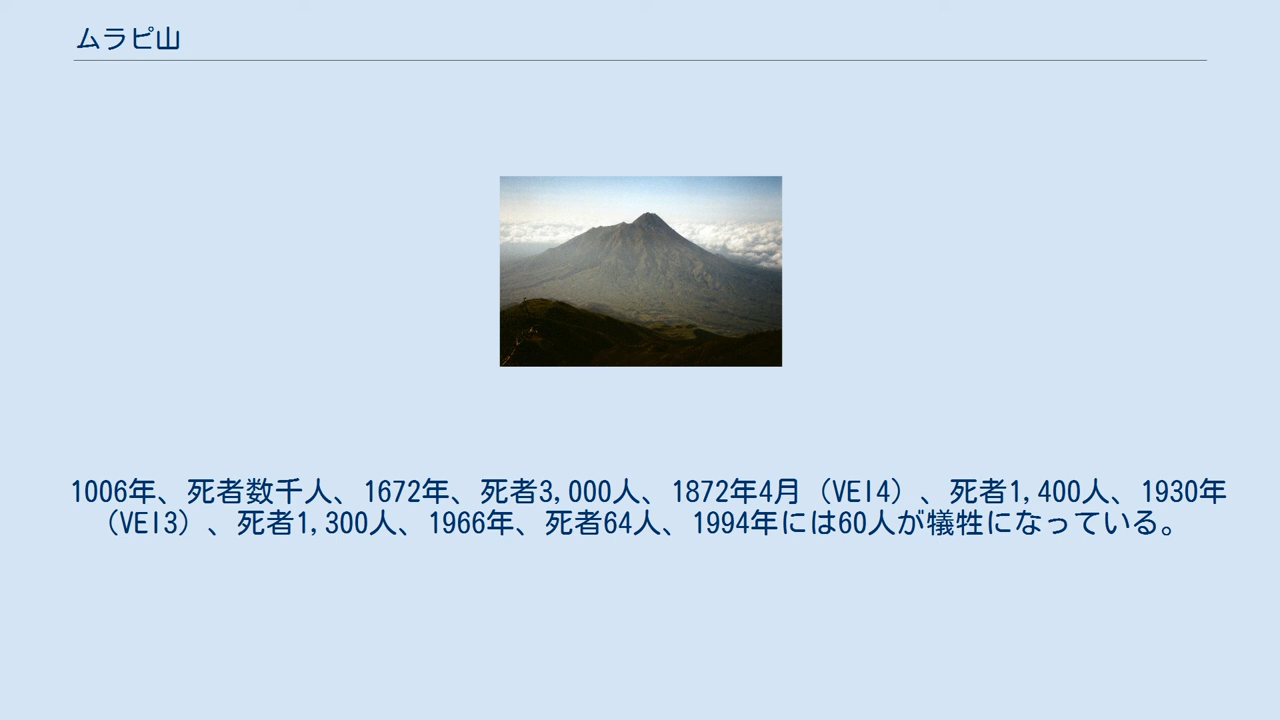 ムラピ山
1006年、死者数千人、1672年、死者3,000人、1872年4月（VEI4）、死者1,400人、1930年
（VEI3）、死者1,300人、1966年、死者64人、1994年には60人が犠牲になっている。